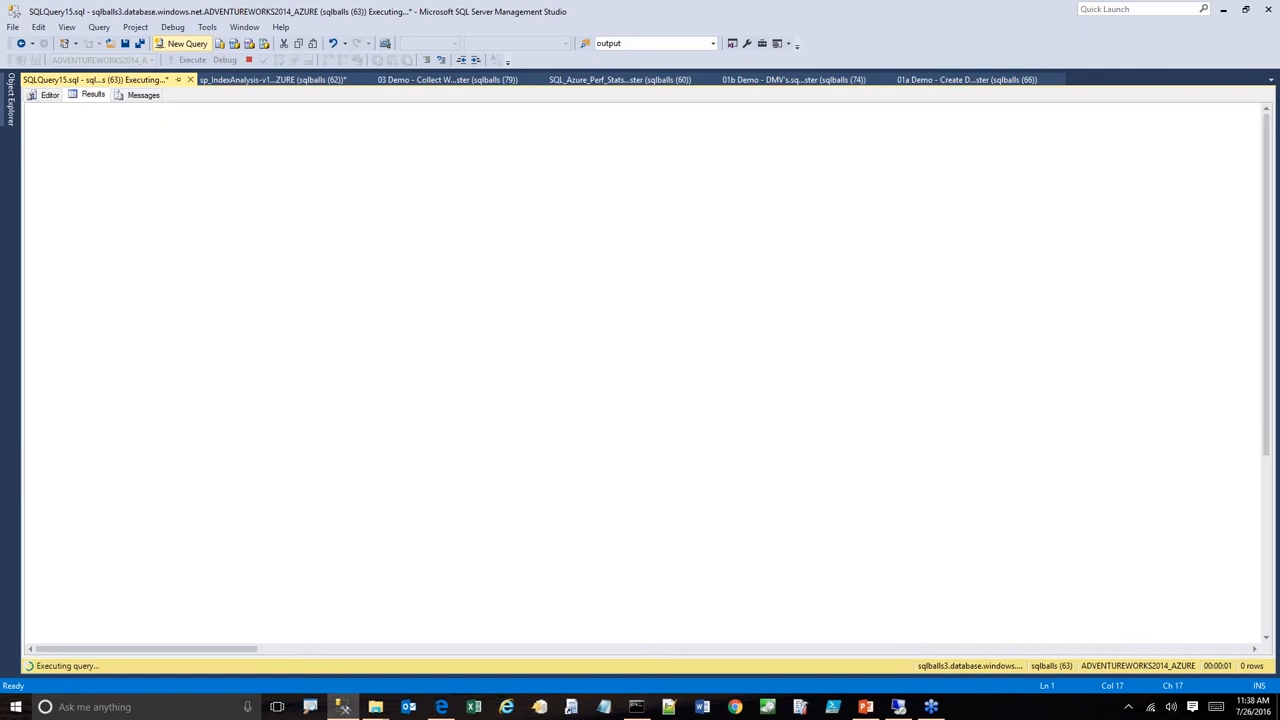 SQLQuery15.sql - sqlballs3.database.windows.net.ADVENTUREWORKS2014_AZURE (sqlballs (63)) Executing...* - Microsoft SQL Server Management Studio
Quick Launch
File Edit View Query Project Debug Tools Window Help
New Query
output
ADVENTUREWORKS2014_A
Execute Debug
SQLQuery15.sql - sql...s (63)) Executing...*
sp_IndexAnalysis-v1...ZURE (sqlballs (62))*
03 Demo - Collect W...ster (sqlballs (79))
SQL_Azure_Perf_Stats...ster (sqlballs (60))
01b Demo - DMV's.sq...ster (sqlballs (74))
01a Demo - Create D...ster (sqlballs (66))
Object Explorer
Editor Results Messages
Executing query...
sqlballs3.database.windows....
sqlballs (63)
ADVENTUREWORKS2014_AZURE
00:00:01
0 rows
Ready
Ln 1
Col 17
Ch 17
INS
Ask me anything
11:38 AM
7/26/2016